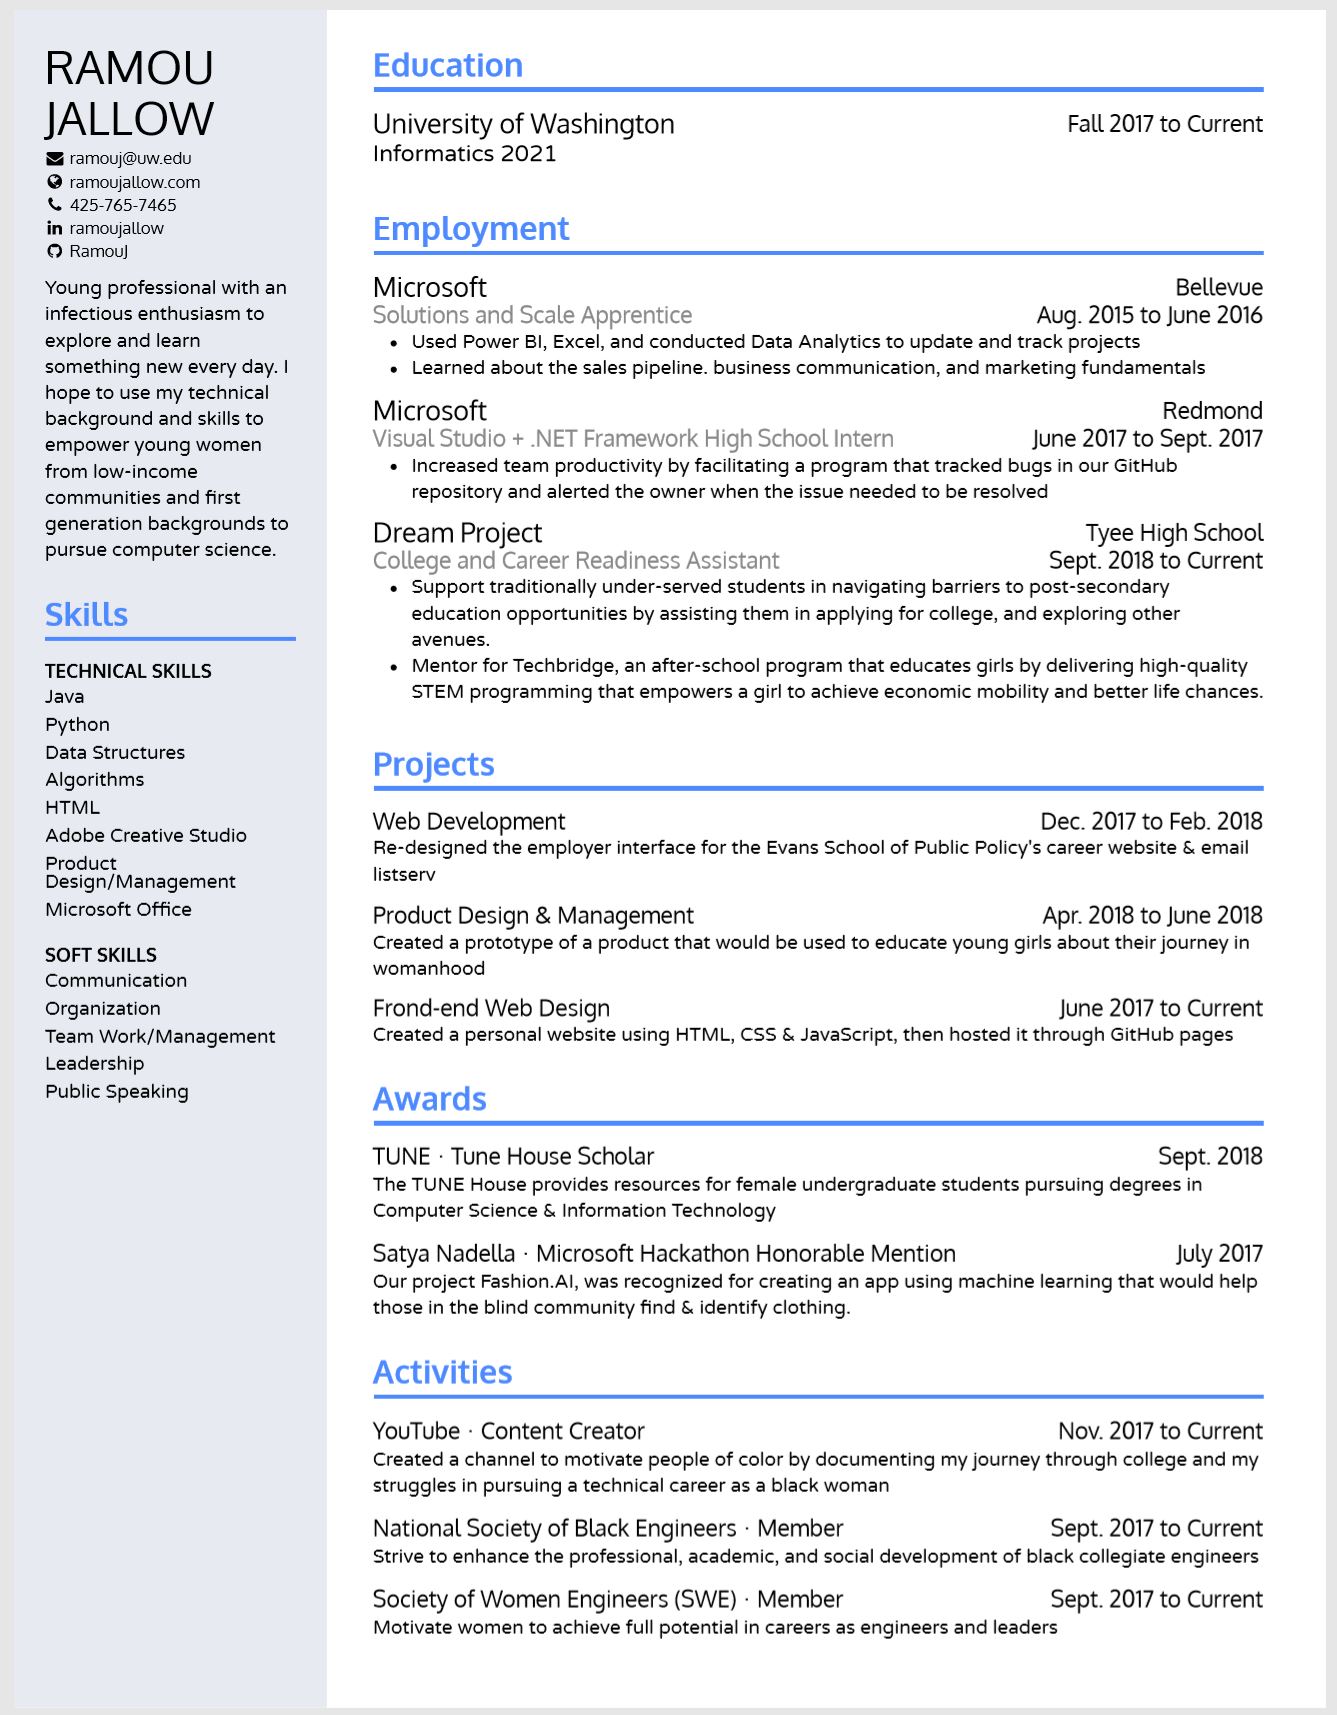 RAMOU
JALLOW
ramouj@uw.edu
ramoujallow.com
425-765-7465
ramoujallow
RamouJ
Young professional with an
infectious enthusiasm to
explore and learn
something new every day. I
hope to use my technical
background and skills to
empower young women
from low-income
communities and first
generation backgrounds to
pursue computer science.
Skills
TECHNICAL SKILLS
Java
Python
Data Structures
Algorithms
HTML
Adobe Creative Studio
Product
Design/Management
Microsoft Office
SOFT SKILLS
Communication
Organization
Team Work/Management
Leadership
Public Speaking
Education
University of Washington Fall 2017 to Current
Informatics 2021
Employment
Microsoft Bellevue
Solutions and Scale Apprentice Aug. 2015 to June 2016
• Used Power BI, Excel, and conducted Data Analytics to update and track projects
• Learned about the sales pipeline. business communication, and marketing fundamentals
Microsoft Redmond
Visual Studio + .NET Framework High School Intern June 2017 to Sept. 2017
• Increased team productivity by facilitating a program that tracked bugs in our GitHub
repository and alerted the owner when the issue needed to be resolved
Dream Project Tyee High School
College and Career Readiness Assistant Sept. 2018 to Current
• Support traditionally under-served students in navigating barriers to post-secondary
education opportunities by assisting them in applying for college, and exploring other
avenues.
• Mentor for Techbridge, an after-school program that educates girls by delivering high-quality
STEM programming that empowers a girl to achieve economic mobility and better life chances.
Projects
Web Development Dec. 2017 to Feb. 2018
Re-designed the employer interface for the Evans School of Public Policy's career website & email
listserv
Product Design & Management Apr. 2018 to June 2018
Created a prototype of a product that would be used to educate young girls about their journey in
womanhood
Frond-end Web Design June 2017 to Current
Created a personal website using HTML, CSS & JavaScript, then hosted it through GitHub pages
Awards
TUNE · Tune House Scholar Sept. 2018
The TUNE House provides resources for female undergraduate students pursuing degrees in
Computer Science & Information Technology
Satya Nadella · Microsoft Hackathon Honorable Mention July 2017
Our project Fashion.AI, was recognized for creating an app using machine learning that would help
those in the blind community find & identify clothing.
Activities
YouTube · Content Creator Nov. 2017 to Current
Created a channel to motivate people of color by documenting my journey through college and my
struggles in pursuing a technical career as a black woman
National Society of Black Engineers · Member Sept. 2017 to Current
Strive to enhance the professional, academic, and social development of black collegiate engineers
Society of Women Engineers (SWE) · Member Sept. 2017 to Current
Motivate women to achieve full potential in careers as engineers and leaders